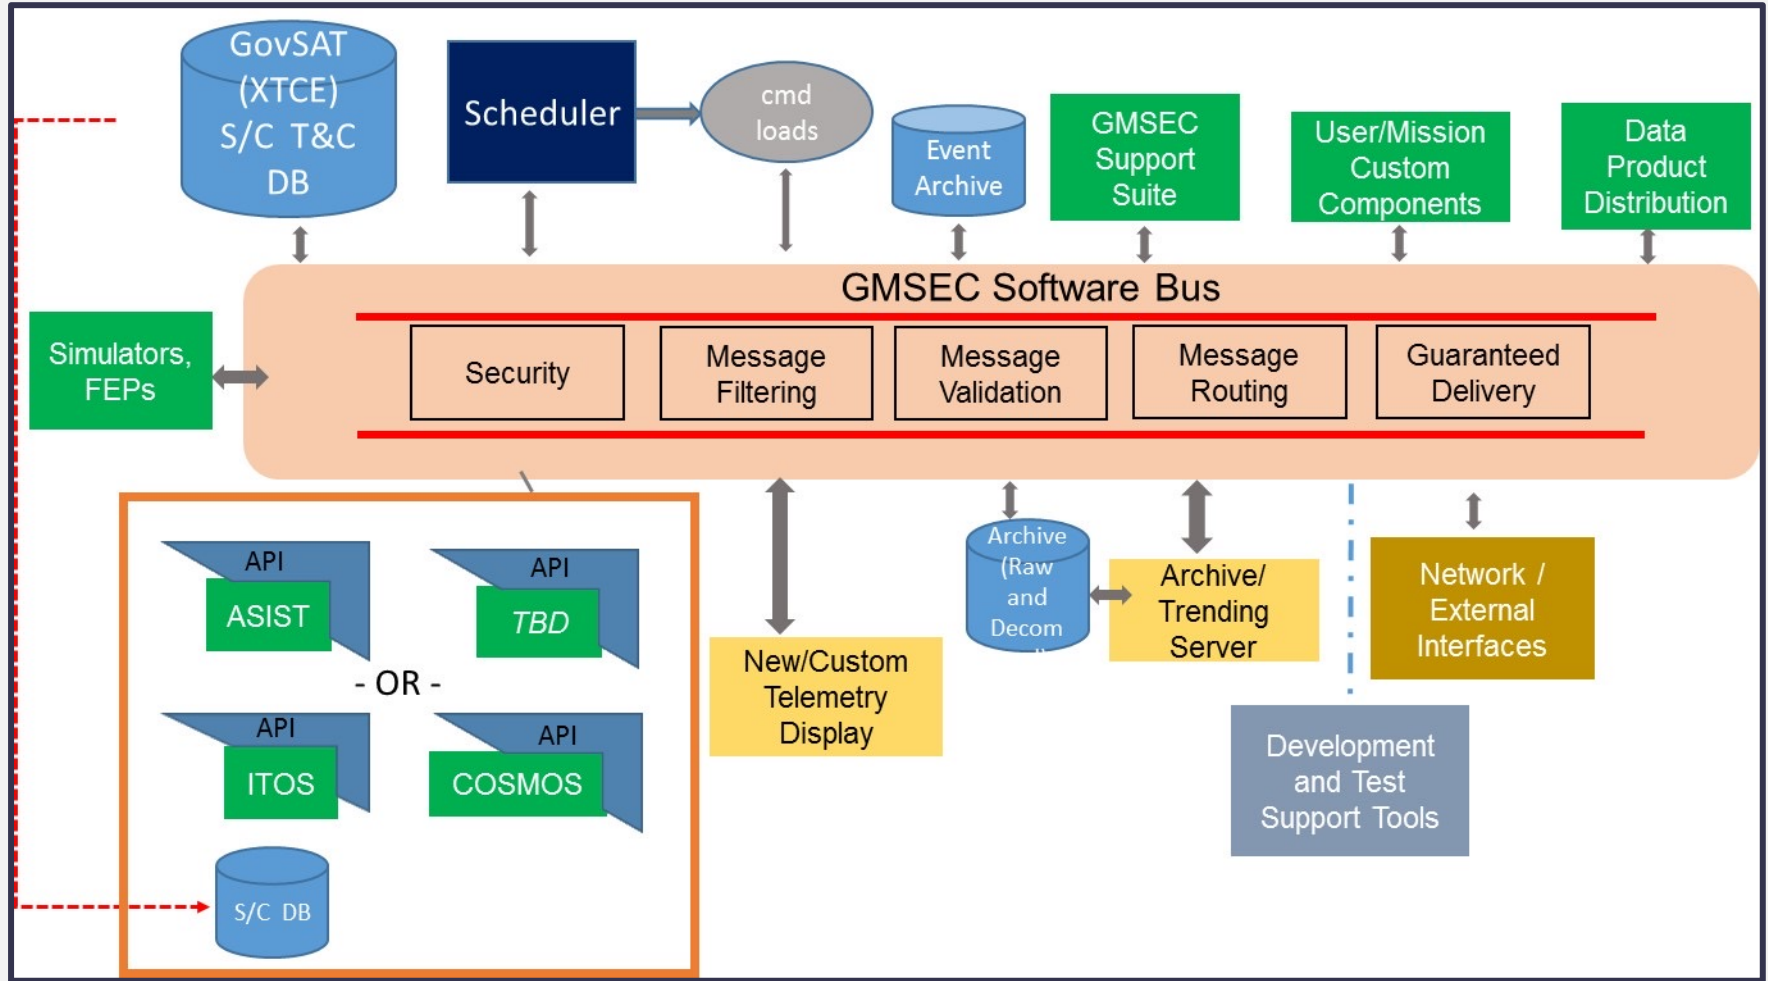 GovSAT
(XTCE)
S/C T&C
DB
Scheduler
cmd
loads
Event
Archive
GMSEC
Support
Suite
User/Mission
Custom
Components
Data
Product
Distribution
GMSEC Software Bus
Simulators,
FEPs
Security
Message
Filtering
Message
Validation
Message
Routing
Guaranteed
Delivery
API
ASIST
API
TBD
- OR -
API
ITOS
API
COSMOS
S/C DB
New/Custom
Telemetry
Display
Archive
(Raw
and
Decom
Archive/
Trending
Server
Network /
External
Interfaces
Development
and Test
Support Tools